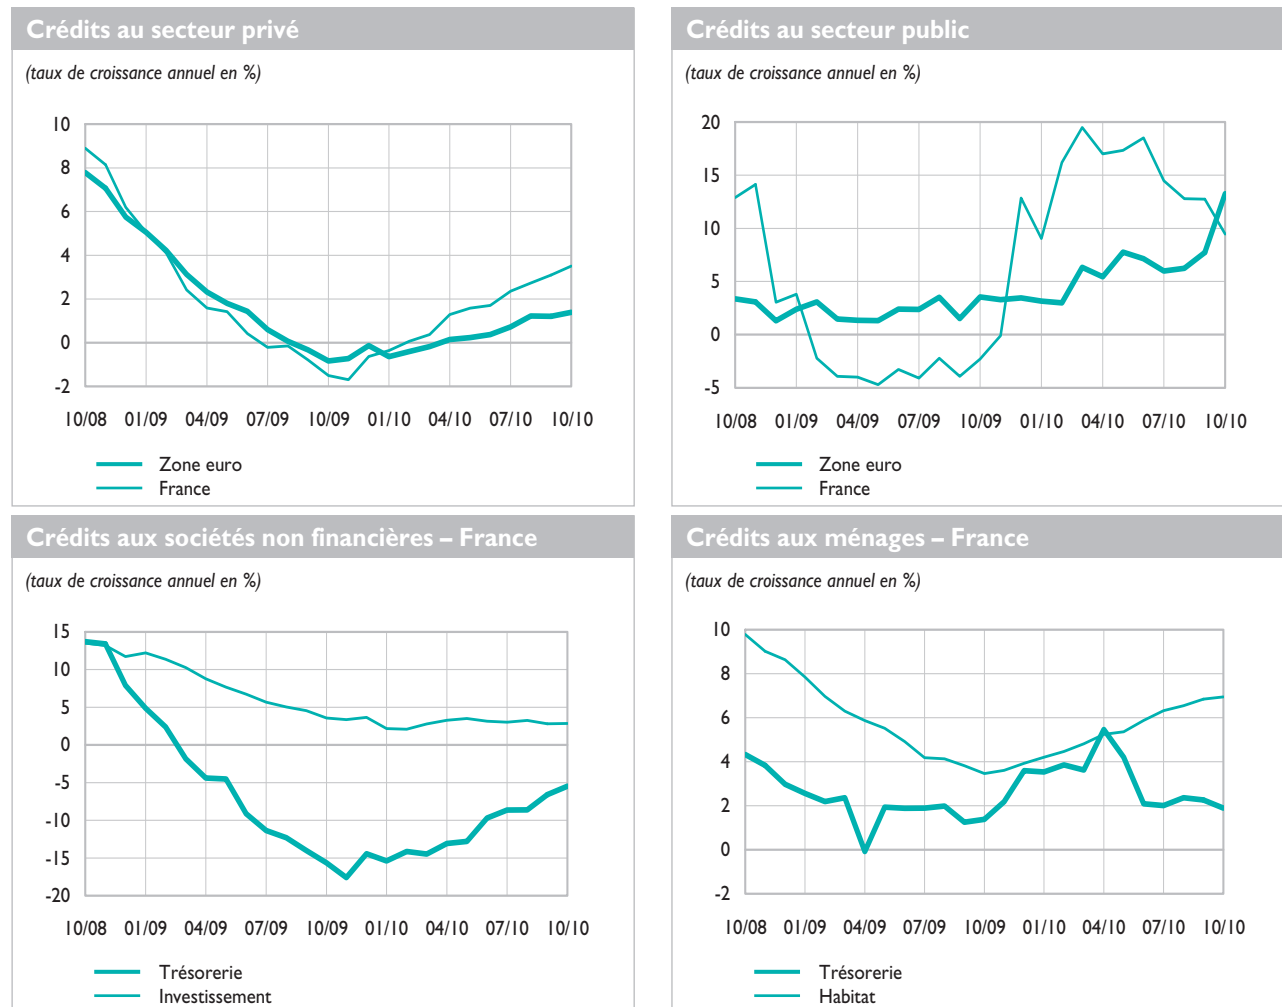 Crédits au secteur privé
(taux de croissance annuel en %)
10
8
6
4
2
0
-2
10/08 01/09 04/09 07/09 10/09 01/10 04/10 07/10 10/10
Zone euro
France
Crédits au secteur public
(taux de croissance annuel en %)
20
15
10
5
0
-5
10/08 01/09 04/09 07/09 10/09 01/10 04/10 07/10 10/10
Zone euro
France
Crédits aux sociétés non financières – France
(taux de croissance annuel en %)
15
10
5
0
-5
-10
-15
-20
10/08 01/09 04/09 07/09 10/09 01/10 04/10 07/10 10/10
Trésorerie
Investissement
Crédits aux ménages – France
(taux de croissance annuel en %)
10
8
6
4
2
0
-2
10/08 01/09 04/09 07/09 10/09 01/10 04/10 07/10 10/10
Trésorerie
Habitat